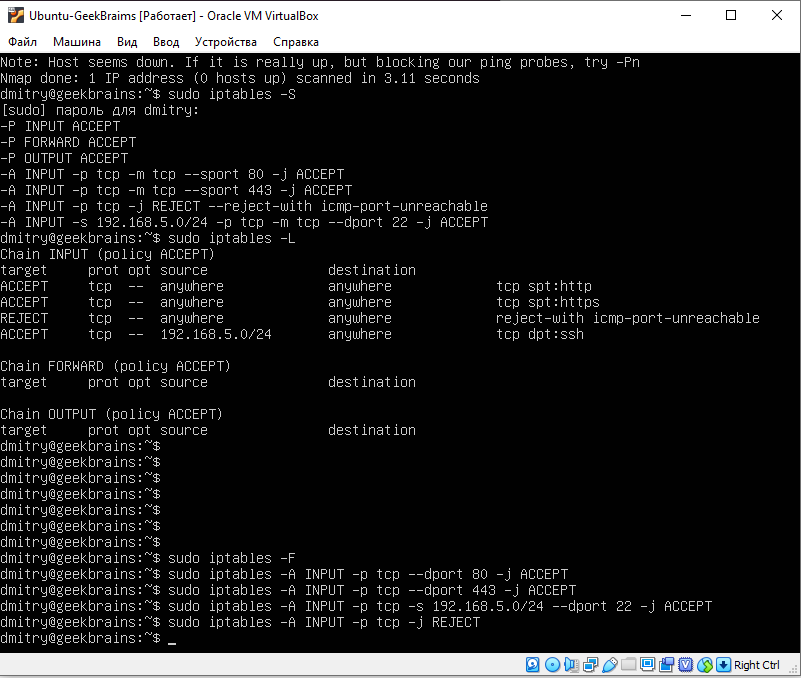 Ubuntu-GeekBraims [Работает] - Oracle VM VirtualBox
Файл Машина Вид Ввод Устройства Справка
Note: Host seems down. If it is really up, but blocking our ping probes, try -Pn
Nmap done: 1 IP address (0 hosts up) scanned in 3.11 seconds
dmitry@geekbrains:~$ sudo iptables -S
[sudo] пароль для dmitry:
-P INPUT ACCEPT
-P FORWARD ACCEPT
-P OUTPUT ACCEPT
-A INPUT -p tcp -m tcp --sport 80 -j ACCEPT
-A INPUT -p tcp -m tcp --sport 443 -j ACCEPT
-A INPUT -p tcp -j REJECT --reject-with icmp-port-unreachable
-A INPUT -s 192.168.5.0/24 -p tcp -m tcp --dport 22 -j ACCEPT
dmitry@geekbrains:~$ sudo iptables -L
Chain INPUT (policy ACCEPT)
target     prot opt source               destination
ACCEPT     tcp  --  anywhere             anywhere             tcp spt:http
ACCEPT     tcp  --  anywhere             anywhere             tcp spt:https
REJECT     tcp  --  anywhere             anywhere             reject-with icmp-port-unreachable
ACCEPT     tcp  --  192.168.5.0/24       anywhere             tcp dpt:ssh
Chain FORWARD (policy ACCEPT)
target     prot opt source               destination
Chain OUTPUT (policy ACCEPT)
target     prot opt source               destination
dmitry@geekbrains:~$
dmitry@geekbrains:~$
dmitry@geekbrains:~$
dmitry@geekbrains:~$
dmitry@geekbrains:~$
dmitry@geekbrains:~$
dmitry@geekbrains:~$
dmitry@geekbrains:~$ sudo iptables -F
dmitry@geekbrains:~$ sudo iptables -A INPUT -p tcp --dport 80 -j ACCEPT
dmitry@geekbrains:~$ sudo iptables -A INPUT -p tcp --dport 443 -j ACCEPT
dmitry@geekbrains:~$ sudo iptables -A INPUT -p tcp -s 192.168.5.0/24 --dport 22 -j ACCEPT
dmitry@geekbrains:~$ sudo iptables -A INPUT -p tcp -j REJECT
dmitry@geekbrains:~$ _
Right Ctrl